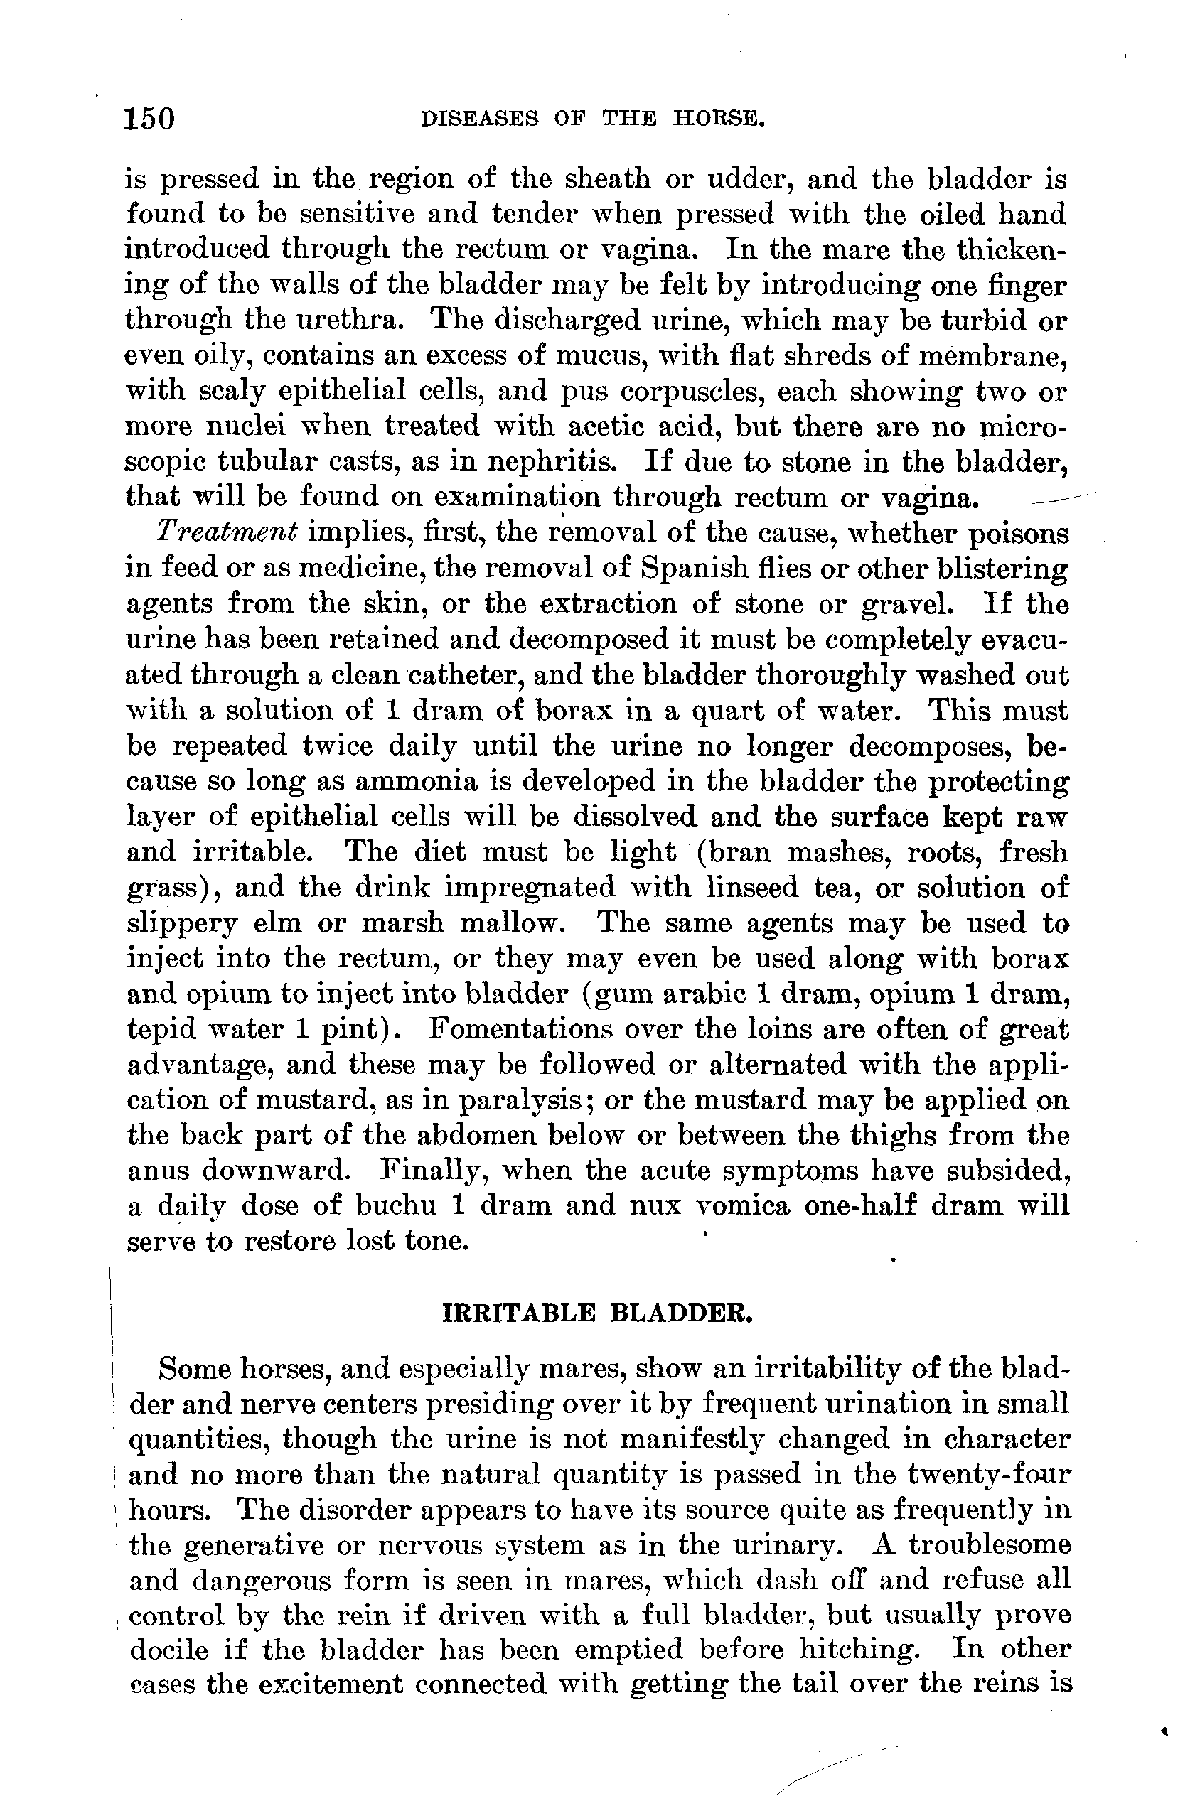 150 DISEASES OF THE HORSE.
is pressed in the region of the sheath or udder, and the bladder is
found to be sensitive and tender when pressed with the oiled hand
introduced through the rectum or vagina. In the mare the thicken-
ing of the walls of the bladder may be felt by introducing one finger
through the urethra. The discharged urine, which may be turbid or
even oily, contains an excess of mucus, with flat shreds of membrane,
with scaly epithelial cells, and pus corpuscles, each showing two or
more nuclei when treated with acetic acid, but there are no micro-
scopic tubular casts, as in nephritis. If due to stone in the bladder,
that will be found on examination through rectum or vagina.
Treatment implies, first, the removal of the cause, whether poisons
in feed or as medicine, the removal of Spanish flies or other blistering
agents from the skin, or the extraction of stone or gravel. If the
urine has been retained and decomposed it must be completely evacu-
ated through a clean catheter, and the bladder thoroughly washed out
with a solution of 1 dram of borax in a quart of water. This must
be repeated twice daily until the urine no longer decomposes, be-
cause so long as ammonia is developed in the bladder the protecting
layer of epithelial cells will be dissolved and the surface kept raw
and irritable. The diet must be light (bran mashes, roots, fresh
grass), and the drink impregnated with linseed tea, or solution of
slippery elm or marsh mallow. The same agents may be used to
inject into the rectum, or they may even be used along with borax
and opium to inject into bladder (gum arabic 1 dram, opium 1 dram,
tepid water 1 pint). Fomentations over the loins are often of great
advantage, and these may be followed or alternated with the appli-
cation of mustard, as in paralysis; or the mustard may be applied on
the back part of the abdomen below or between the thighs from the
anus downward. Finally, when the acute symptoms have subsided,
a daily dose of buchu 1 dram and nux vomica one-half dram will
serve to restore lost tone.
IRRITABLE BLADDER.
Some horses, and especially mares, show an irritability of the blad-
der and nerve centers presiding over it by frequent urination in small
quantities, though the urine is not manifestly changed in character
and no more than the natural quantity is passed in the twenty-four
hours. The disorder appears to have its source quite as frequently in
the generative or nervous system as in the urinary. A troublesome
and dangerous form is seen in mares, which dash off and refuse all
control by the rein if driven with a full bladder, but usually prove
docile if the bladder has been emptied before hitching. In other
cases the excitement connected with getting the tail over the reins is